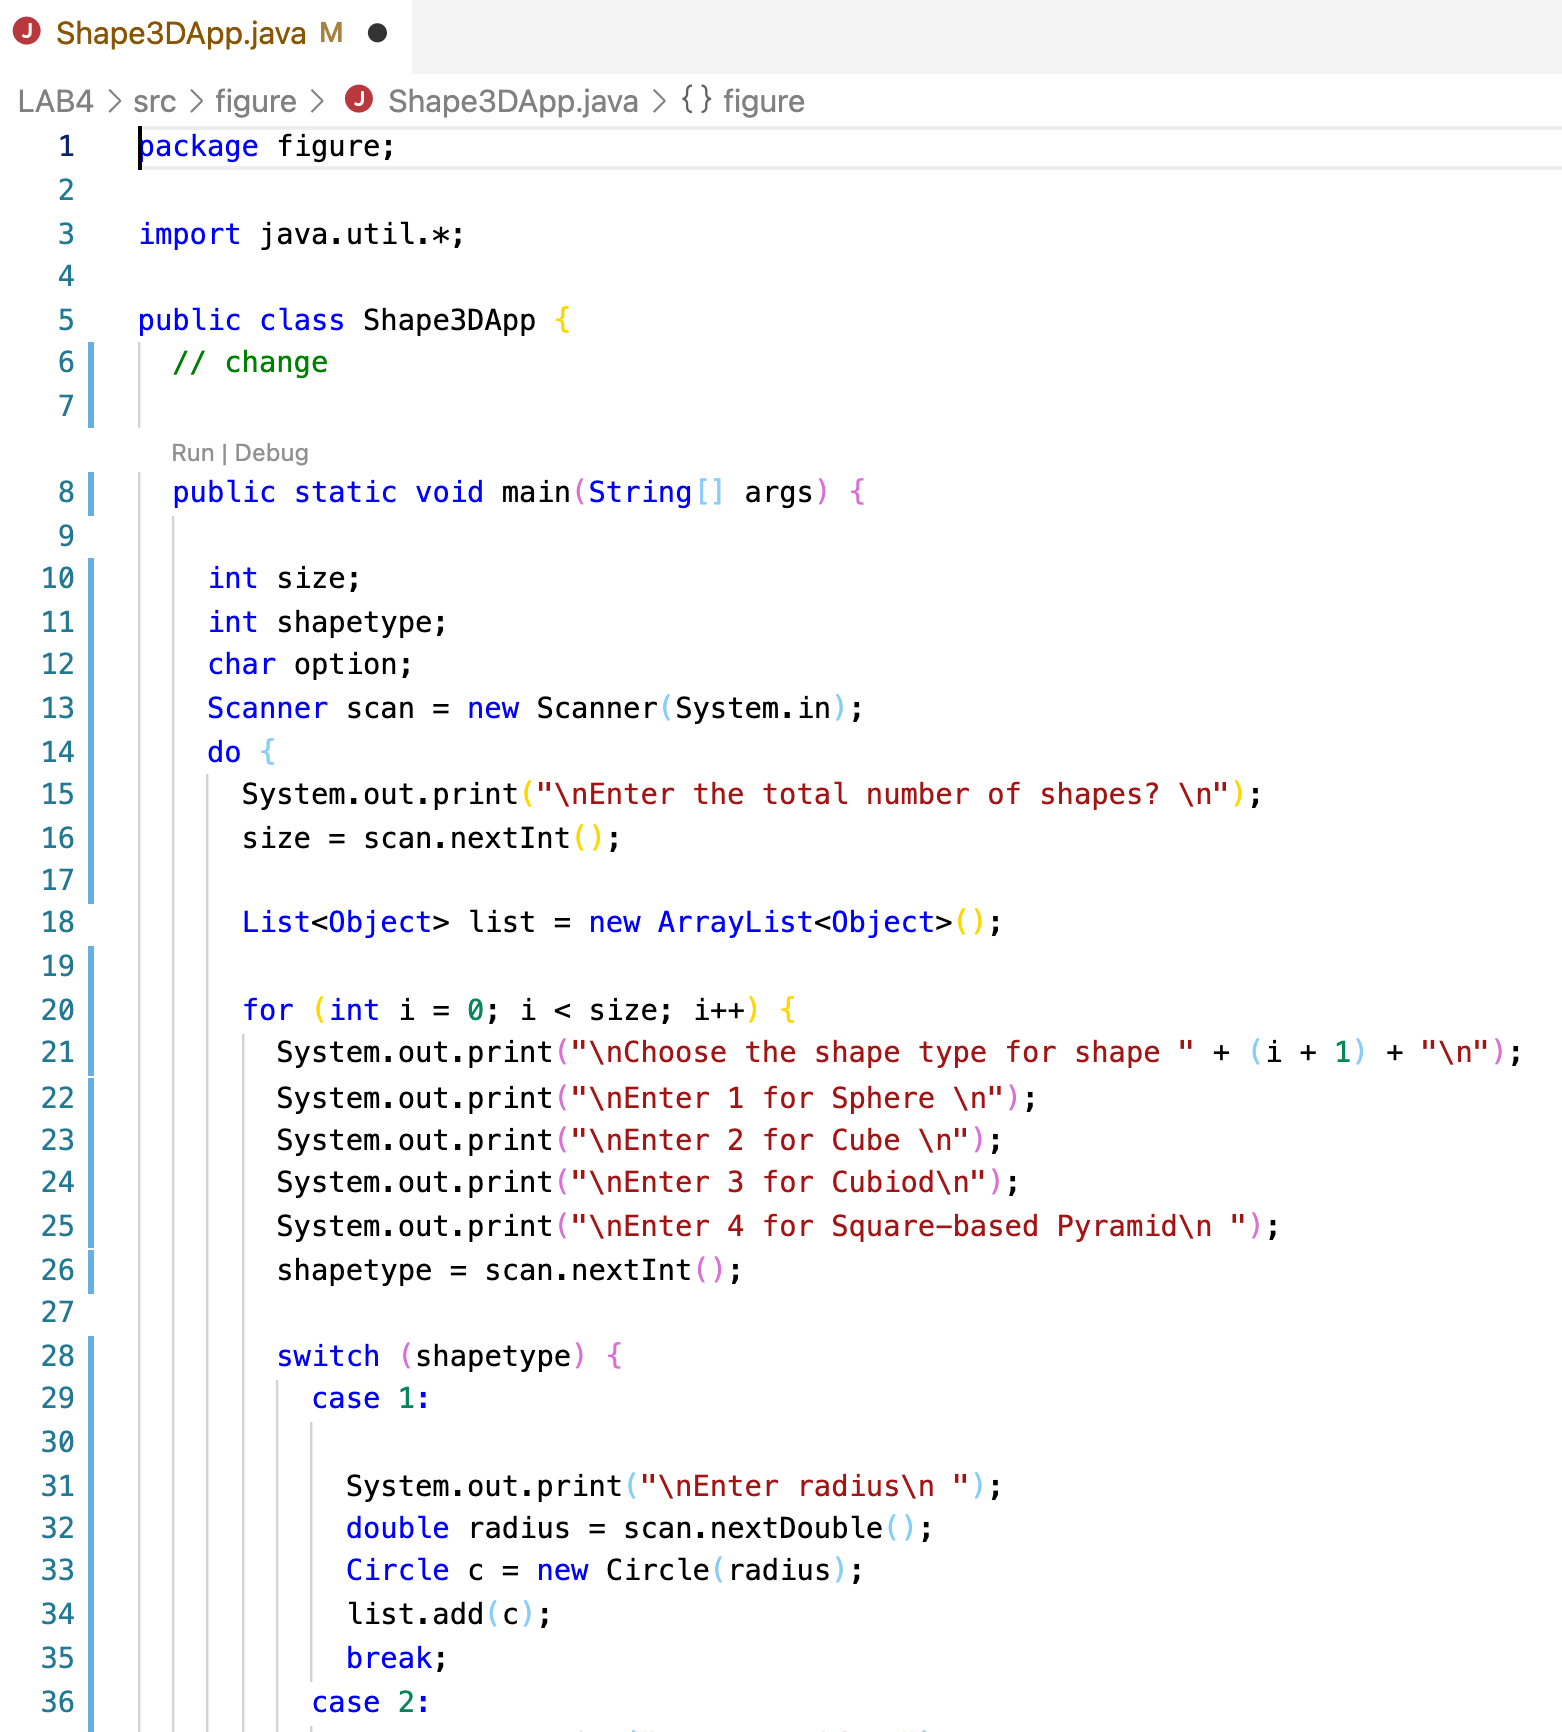 Shape3DApp.java M
LAB4 > src > figure > Shape3DApp.java > {} figure
1 package figure;
2
3 import java.util.*;
4
5 public class Shape3DApp {
6 // change
7
Run | Debug
8 public static void main(String[] args) {
9
10 int size;
11 int shapetype;
12 char option;
13 Scanner scan = new Scanner(System.in);
14 do {
15 System.out.print("\nEnter the total number of shapes? \n");
16 size = scan.nextInt();
17
18 List<Object> list = new ArrayList<Object>();
19
20 for (int i = 0; i < size; i++) {
21 System.out.print("\nChoose the shape type for shape " + (i + 1) + "\n");
22 System.out.print("\nEnter 1 for Sphere \n");
23 System.out.print("\nEnter 2 for Cube \n");
24 System.out.print("\nEnter 3 for Cubiod\n");
25 System.out.print("\nEnter 4 for Square-based Pyramid\n ");
26 shapetype = scan.nextInt();
27
28 switch (shapetype) {
29 case 1:
30
31 System.out.print("\nEnter radius\n ");
32 double radius = scan.nextDouble();
33 Circle c = new Circle(radius);
34 list.add(c);
35 break;
36 case 2: